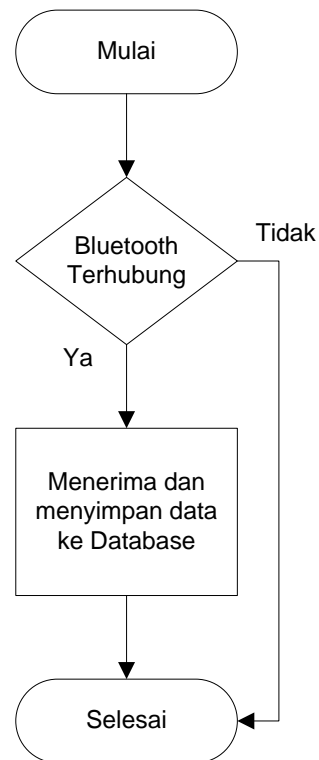 Mulai
Bluetooth
Terhubung
Tidak
Ya
Menerima dan
menyimpan data
ke Database
Selesai